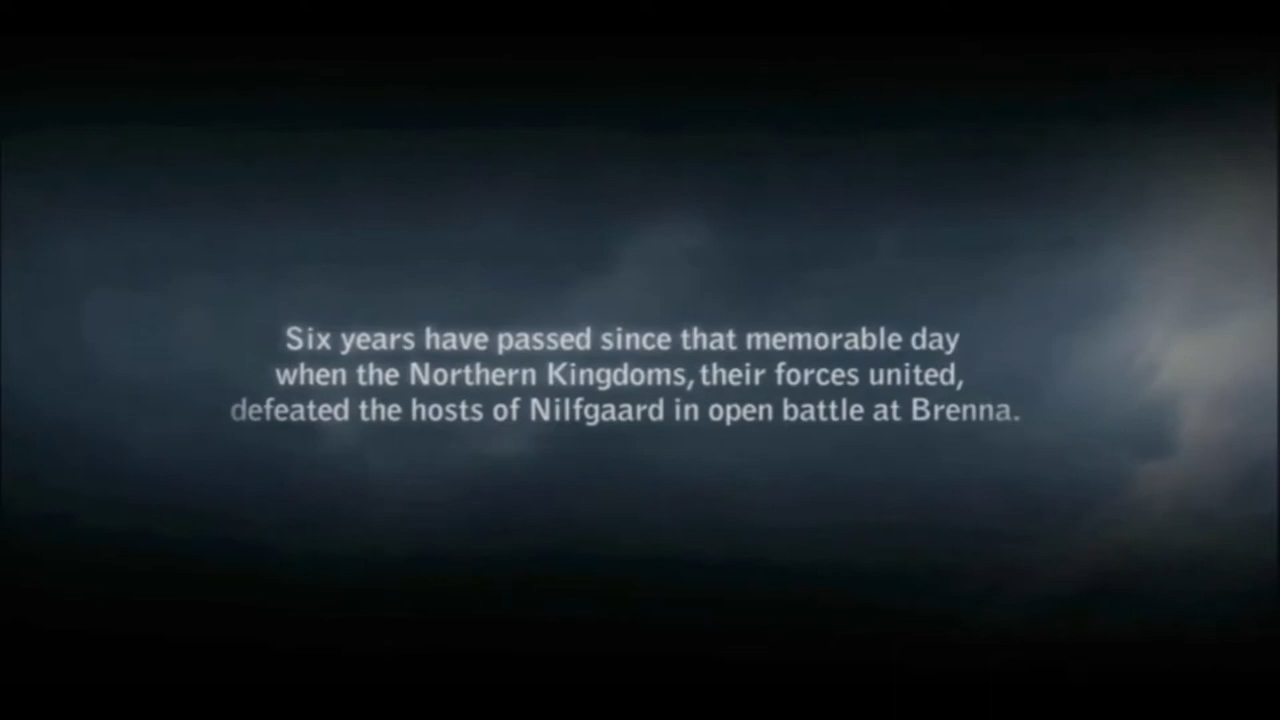 Six years have passed since that memorable day
when the Northern Kingdoms, their forces united,
defeated the hosts of Nilfgaard in open battle at Brenna.